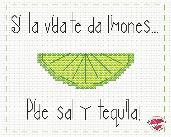 Si la vida te da limones...
Pide sal y tequila.